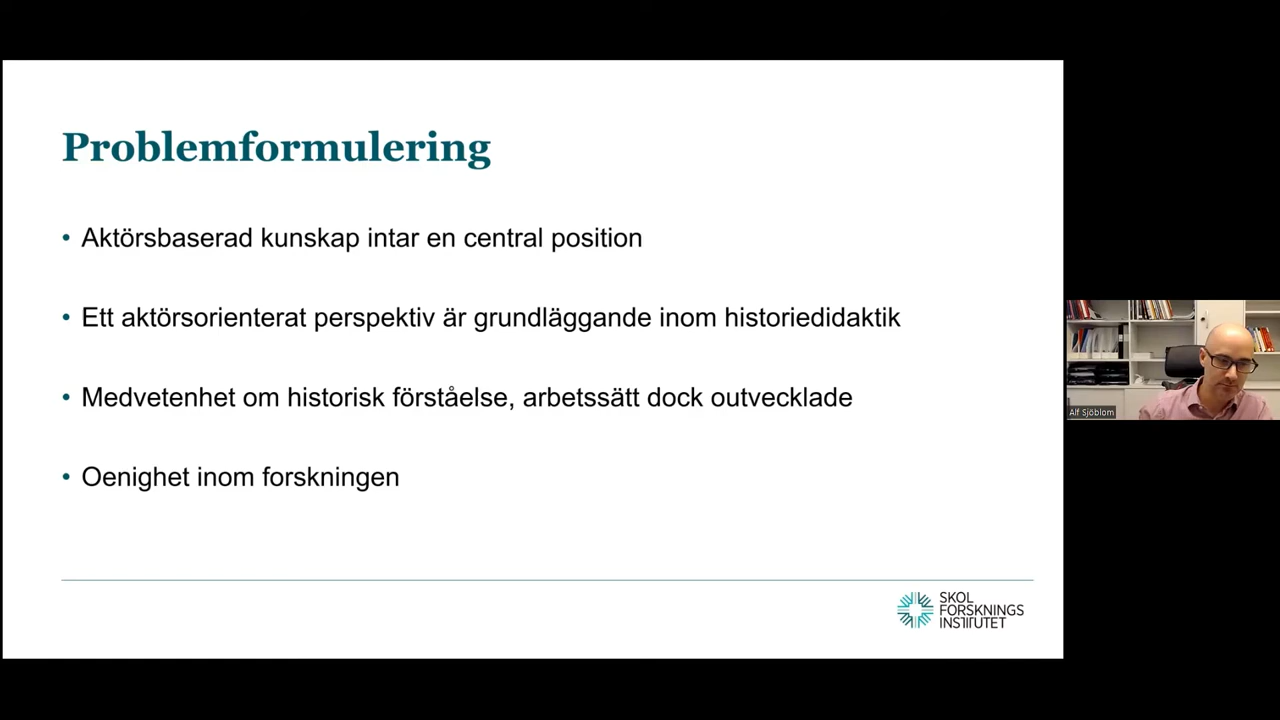 Problemformulering
• Aktörsbaserad kunskap intar en central position
• Ett aktörsorienterat perspektiv är grundläggande inom historiedidaktik
• Medvetenhet om historisk förståelse, arbetssätt dock outvecklade
• Oenighet inom forskningen
SKOL
FORSKNINGS
INSTITUTET
Alf Sjöblom